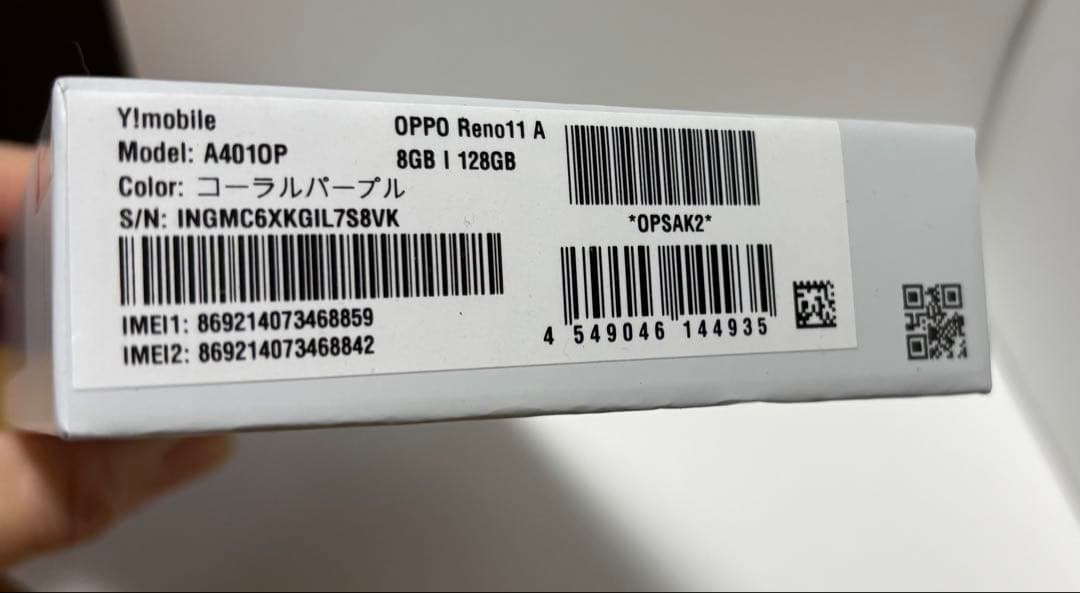 Y!mobile
OPPO Reno11 A
Model: A401OP
8GB | 128GB
Color: コーラルパープル
S/N: INGMC6XKGIL7S8VK
*OPSAK2*
IMEI1: 869214073468859
IMEI2: 869214073468842
4 549046 144935